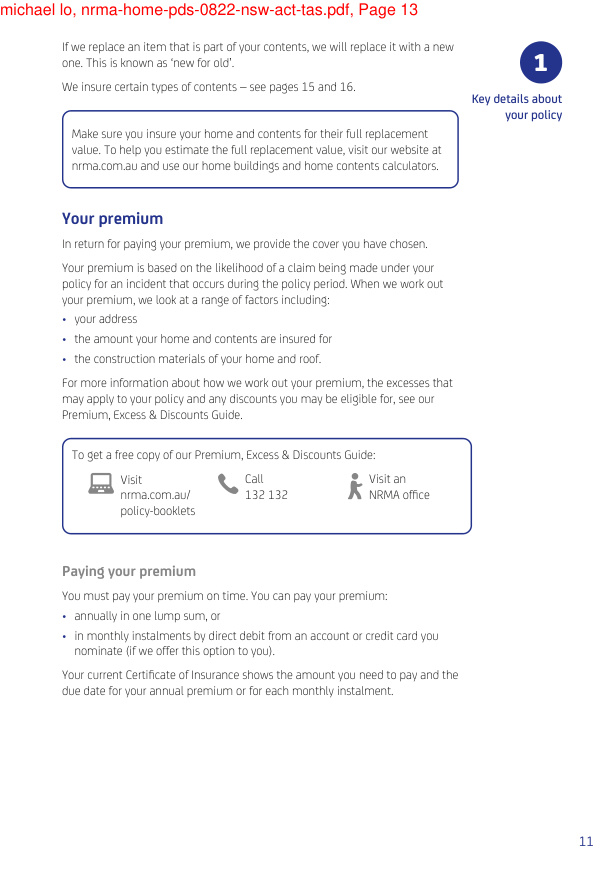 michael lo, nrma-home-pds-0822-nsw-act-tas.pdf, Page 13
If we replace an item that is part of your contents, we will replace it with a new
one. This is known as ‘new for old’.
We insure certain types of contents – see pages 15 and 16.
1
Key details about
your policy
Make sure you insure your home and contents for their full replacement
value. To help you estimate the full replacement value, visit our website at
nrma.com.au and use our home buildings and home contents calculators.
Your premium
In return for paying your premium, we provide the cover you have chosen.
Your premium is based on the likelihood of a claim being made under your
policy for an incident that occurs during the policy period. When we work out
your premium, we look at a range of factors including:
• your address
• the amount your home and contents are insured for
• the construction materials of your home and roof.
For more information about how we work out your premium, the excesses that
may apply to your policy and any discounts you may be eligible for, see our
Premium, Excess & Discounts Guide.
To get a free copy of our Premium, Excess & Discounts Guide:
Visit
nrma.com.au/
policy-booklets
Call
132 132
Visit an
NRMA office
Paying your premium
You must pay your premium on time. You can pay your premium:
• annually in one lump sum, or
• in monthly instalments by direct debit from an account or credit card you
nominate (if we offer this option to you).
Your current Certificate of Insurance shows the amount you need to pay and the
due date for your annual premium or for each monthly instalment.
11